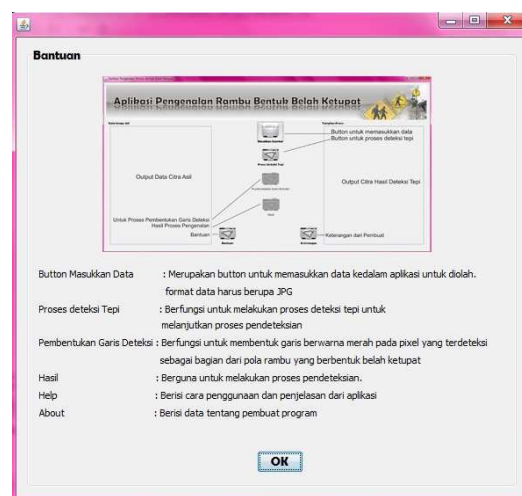 Bantuan
Aplikasi Pengenalan Rambu Bentuk Belah Ketupat
Button untuk memasukkan data
Button untuk proses deteksi tepi
Output Data Citra Asli
Output Citra Hasil Deteksi Tepi
Untuk Proses Pembentukan Garis Deteksi
Hasil Proses Pengenalan
Bantuan
Keterangan dari Pembuat
Button Masukkan Data : Merupakan button untuk memasukkan data kedalam aplikasi untuk diolah.
format data harus berupa JPG
Proses deteksi Tepi : Berfungsi untuk melakukan proses deteksi tepi untuk
melanjutkan proses pendeteksian
Pembentukan Garis Deteksi : Berfungsi untuk membentuk garis berwarna merah pada pixel yang terdeteksi
sebagai bagian dari pola rambu yang berbentuk belah ketupat
Hasil : Berguna untuk melakukan proses pendeteksian.
Help : Berisi cara penggunaan dan penjelasan dari aplikasi
About : Berisi data tentang pembuat program
OK